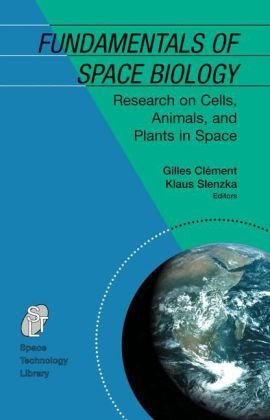 FUNDAMENTALS OF
SPACE BIOLOGY
Research on Cells,
Animals, and
Plants in Space
Gilles Clément
Klaus Slenzka
Editors
Space
Technology
Library